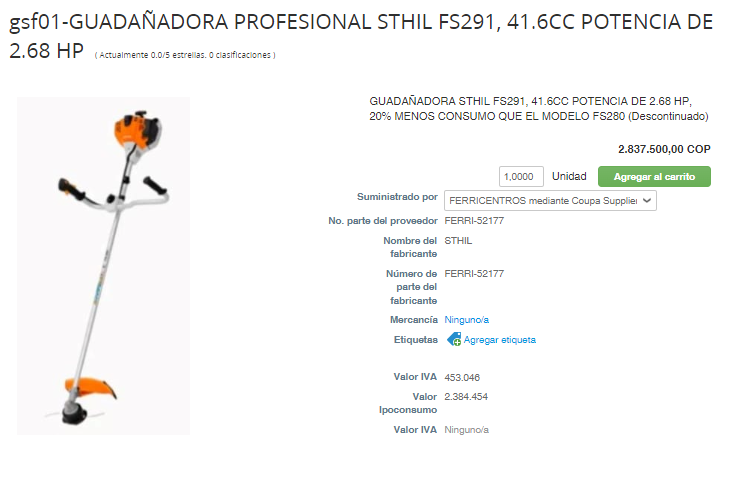 gsf01-GUADAÑADORA PROFESIONAL STHIL FS291, 41.6CC POTENCIA DE
2.68 HP ( Actualmente 0.0/5 estrellas. 0 clasificaciones )
GUADAÑADORA STHIL FS291, 41.6CC POTENCIA DE 2.68 HP,
20% MENOS CONSUMO QUE EL MODELO FS280 (Descontinuado)
2.837.500,00 COP
1,0000 Unidad Agregar al carrito
Suministrado por FERRICENTROS mediante Coupa Supplier
No. parte del proveedor FERRI-52177
Nombre del STHIL
fabricante
Número de FERRI-52177
parte del
fabricante
Mercancía Ninguno/a
Etiquetas Agregar etiqueta
Valor IVA 453.046
Valor 2.384.454
Ipoconsumo
Valor IVA Ninguno/a